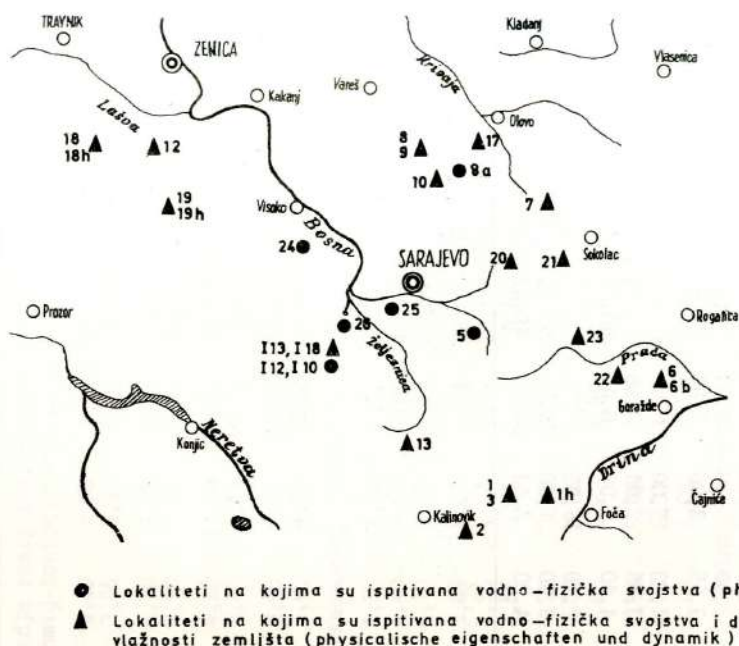 TRAVNIK
ZENICA
Kladanj
Vlasenica
Kakanj
Vareš
Krivaja
Olovo
Lašva
18
18h
12
8
9
17
8a
10
7
19
19h
Visoko
Bosna
24
SARAJEVO
20
21
Sokolac
Prozor
26
25
5
23
Rogatica
I 13, I 18
I 12, I 10
Željeznica
Prača
22
6
6b
Goražde
Konjic
Neretva
13
Drina
1
3
1h
Kalinovik
2
Foča
Čajniče
Lokaliteti na kojima su ispitivana vodno-fizička svojstva (ph
Lokaliteti na kojima su ispitivana vodno-fizička svojstva i d
vlažnosti zemljšta (physicalische eigenschaften und dynamik)